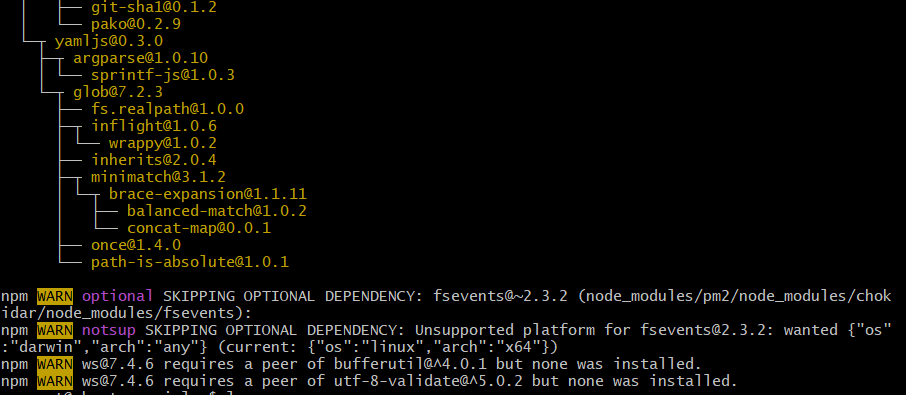 │ │ ├── git-sha1@0.1.2
│ │ └── pako@0.2.9
│ └─┬ yamljs@0.3.0
│   ├─┬ argparse@1.0.10
│   │ └── sprintf-js@1.0.3
│   └─┬ glob@7.2.3
│     ├── fs.realpath@1.0.0
│     ├─┬ inflight@1.0.6
│     │ └── wrappy@1.0.2
│     ├── inherits@2.0.4
│     ├─┬ minimatch@3.1.2
│     │ └─┬ brace-expansion@1.1.11
│     │   ├── balanced-match@1.0.2
│     │   └── concat-map@0.0.1
│     ├── once@1.4.0
│     └── path-is-absolute@1.0.1
npm WARN optional SKIPPING OPTIONAL DEPENDENCY: fsevents@~2.3.2 (node_modules/pm2/node_modules/chok
idar/node_modules/fsevents):
npm WARN notsup SKIPPING OPTIONAL DEPENDENCY: Unsupported platform for fsevents@2.3.2: wanted {"os"
:"darwin","arch":"any"} (current: {"os":"linux","arch":"x64"})
npm WARN ws@7.4.6 requires a peer of bufferutil@^4.0.1 but none was installed.
npm WARN ws@7.4.6 requires a peer of utf-8-validate@^5.0.2 but none was installed.